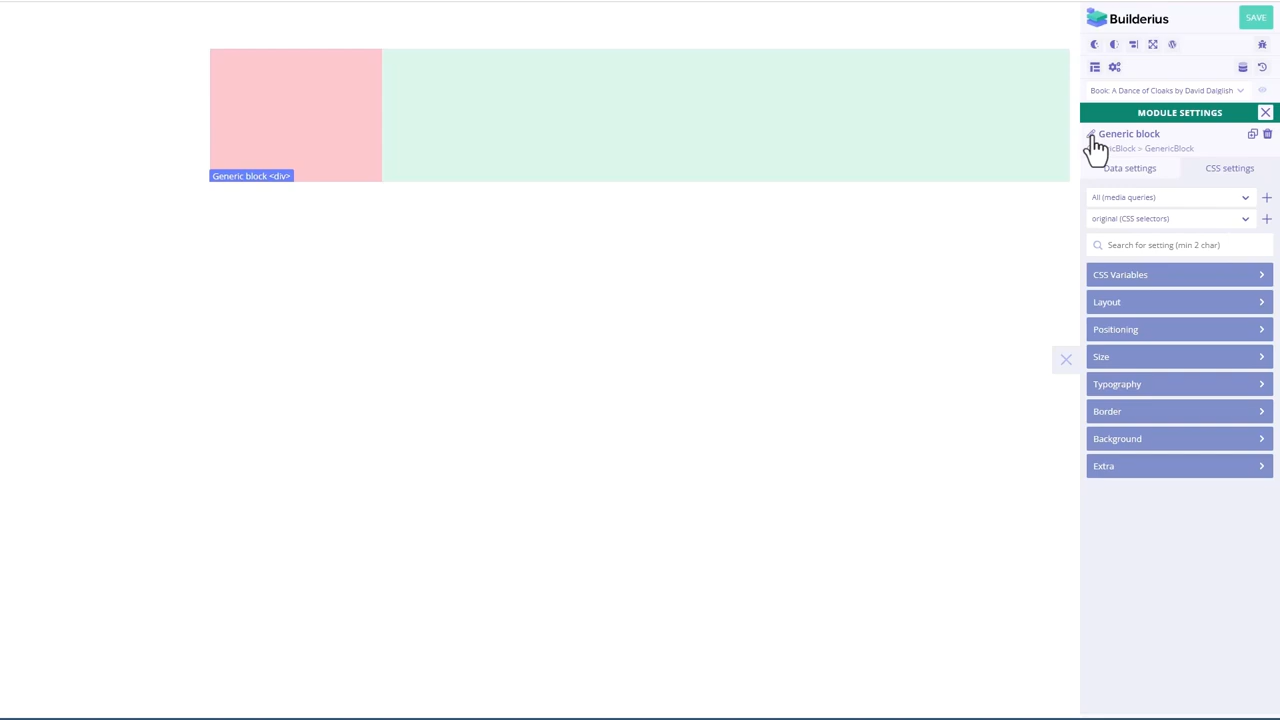 Builderius
SAVE
Book: A Dance of Cloaks by David Dalglish
MODULE SETTINGS
Generic block
GenericBlock
Block > GenericBlock
Data settings
CSS settings
All (media queries)
original (CSS selectors)
Search for setting (min 2 char)
CSS Variables
Layout
Positioning
Size
Typography
Border
Background
Extra
Generic block <div>